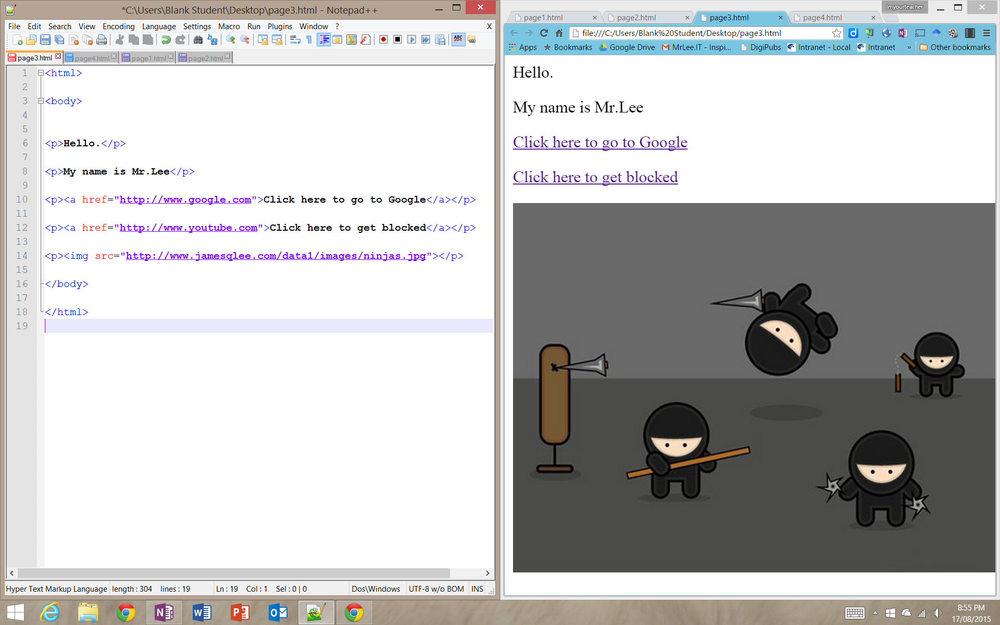 *C:\Users\Blank Student\Desktop\page3.html - Notepad++
File Edit Search View Encoding Language Settings Macro Run Plugins Window ? X
ABC
page3.html page4.html page1.html page2.html
1 <html>
2
3 <body>
4
5
6 <p>Hello.</p>
7
8 <p>My name is Mr.Lee</p>
9
10 <p><a href="http://www.google.com">Click here to go to Google</a></p>
11
12 <p><a href="http://www.youtube.com">Click here to get blocked</a></p>
13
14 <p><img src="http://www.jamesqlee.com/data1/images/ninjas.jpg"></p>
15
16 </body>
17
18 </html>
19
Hyper Text Markup Language length : 304 lines : 19 Ln : 19 Col : 1 Sel : 0 | 0 Dos\Windows UTF-8 w/o BOM INS
Imyourteacher
page1.html page2.html page3.html page4.html
file:///C:/Users/Blank%20Student/Desktop/page3.html
Apps Bookmarks Google Drive MrLee.IT - Inspi... DigiPubs Intranet - Local Intranet » Other bookmarks
Hello.
My name is Mr.Lee
Click here to go to Google
Click here to get blocked
8:55 PM
17/08/2015